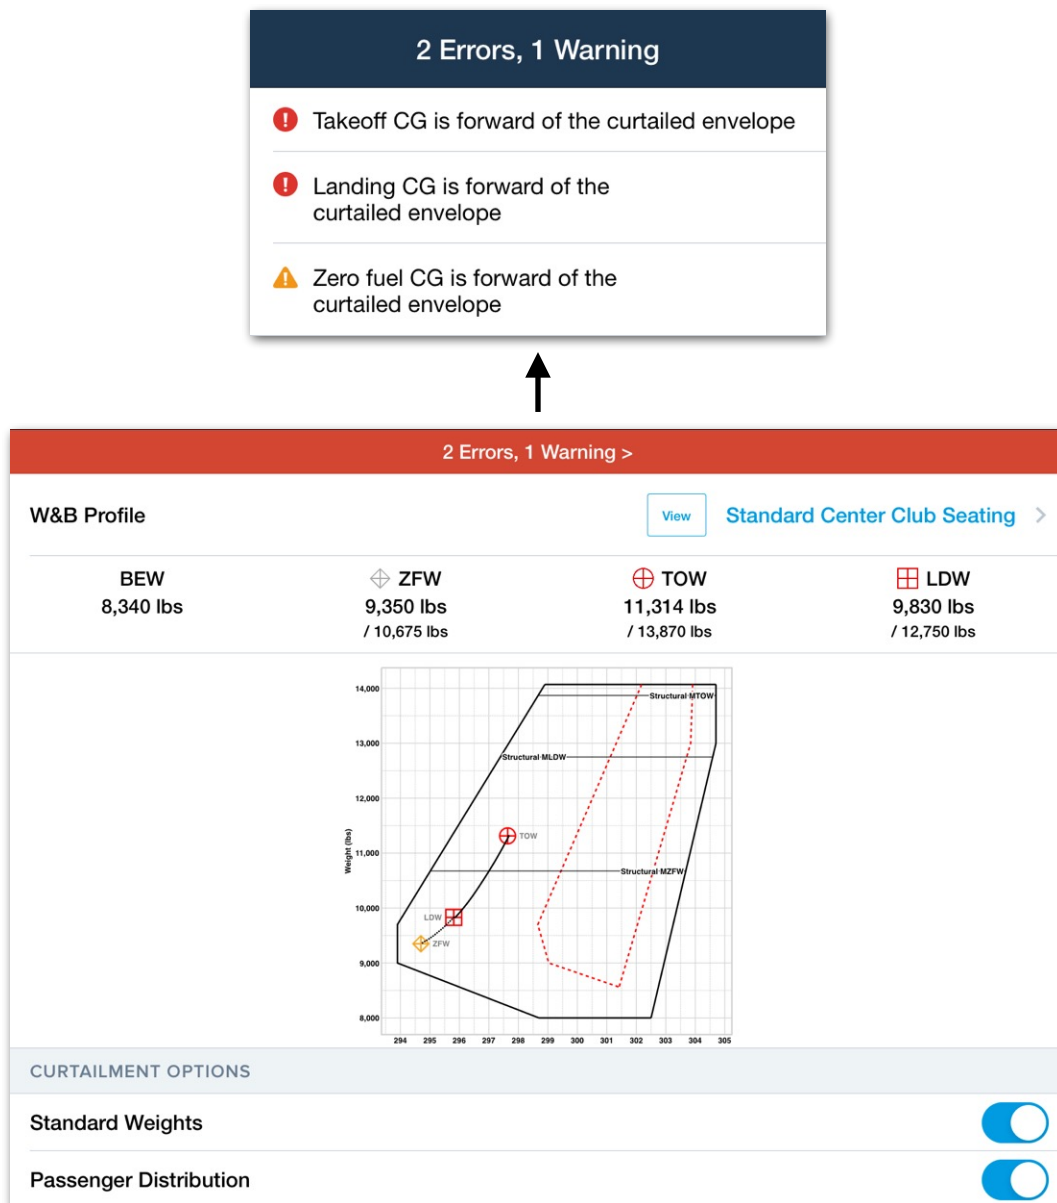 2 Errors, 1 Warning
Takeoff CG is forward of the curtailed envelope
Landing CG is forward of the
curtailed envelope
Zero fuel CG is forward of the
curtailed envelope
2 Errors, 1 Warning >
W&B Profile
View
Standard Center Club Seating >
BEW
8,340 lbs
ZFW
9,350 lbs
/ 10,675 lbs
TOW
11,314 lbs
/ 13,870 lbs
LDW
9,830 lbs
/ 12,750 lbs
14,000
Structural MTOW
13,000
Structural MLDW
12,000
TOW
Weight (lbs)
11,000
Structural MZFW
10,000
LDW
ZFW
9,000
8,000
294 295 296 297 298 299 300 301 302 303 304 305
CURTAILMENT OPTIONS
Standard Weights
Passenger Distribution